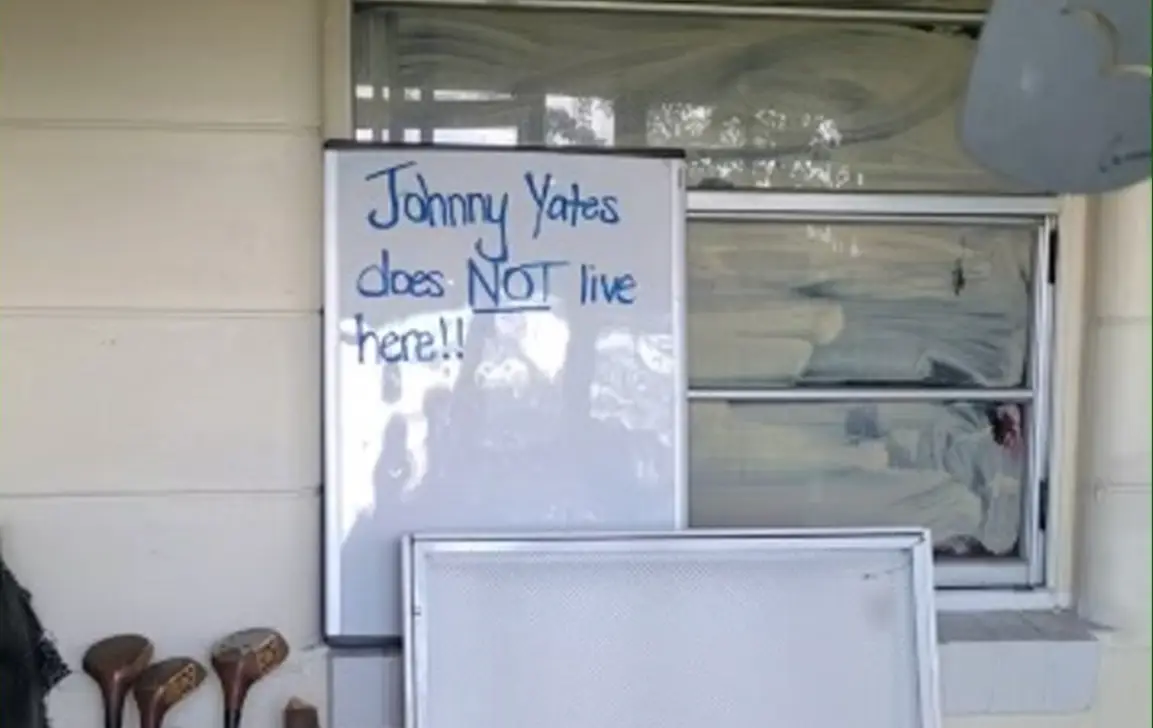 Johnny Yates
does NOT live
here!!